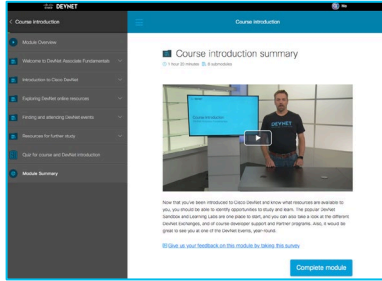 DEVNET
Course Introduction
Course Introduction
Module Overview
Welcome to DevNet Associate Fundamentals
Introduction to Cisco DevNet
Exploring DevNet online resources
Finding and attending DevNet events
Resources for further study
Quiz for course and DevNet introduction
Module Summary
Course introduction summary
DEVNET
Now that you've been introduced to Cisco DevNet and know what resources are available to
you, you should be able to identify opportunities to study and learn. The popular DevNet
Sandbox and Learning Labs are one place to start, and you can also take a look at the different
DevNet Exchanges, and of course developer support and Partner programs. Also, it would be
great to see you at one of the DevNet Events, year-round.
Give us your feedback on this module by taking this survey
Complete module